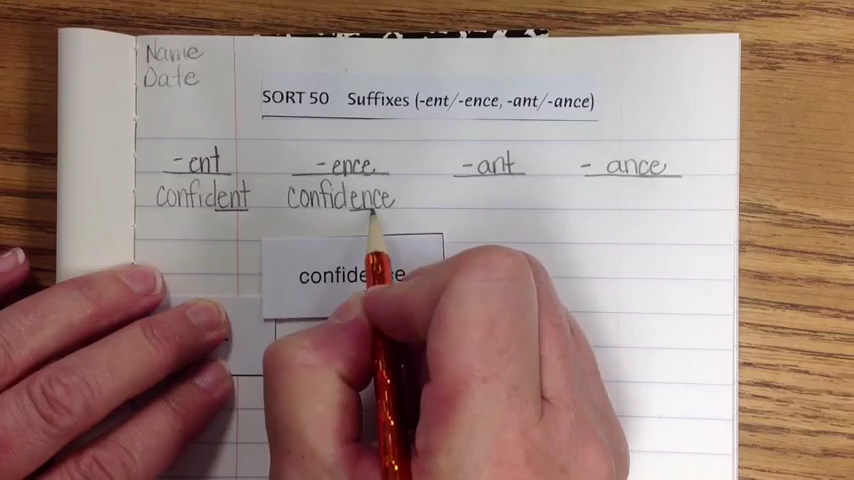 Name
Date
SORT 50 Suffixes (-ent/-ence, -ant/-ance)
-ent -ence -ant - ance
confident confidence